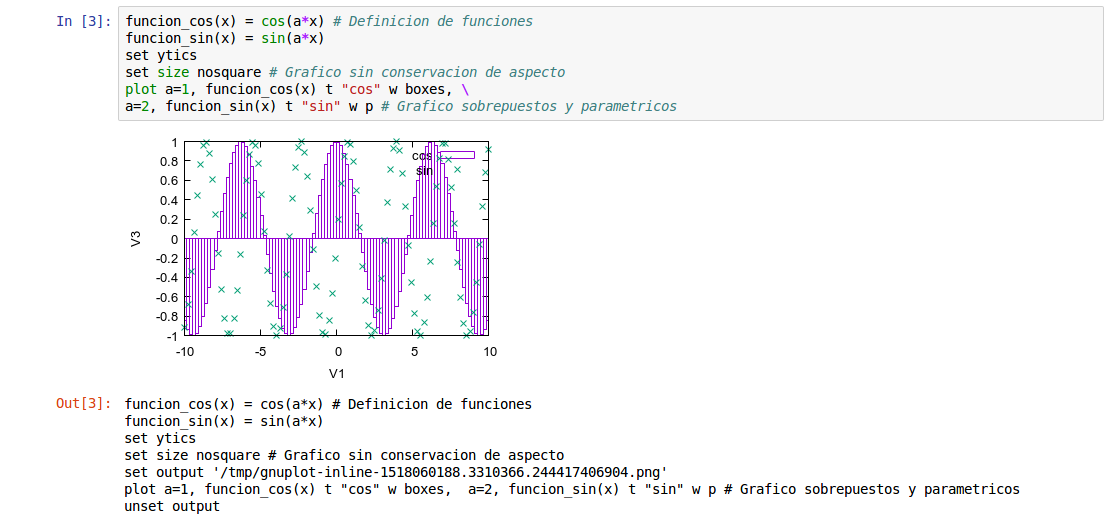 In [3]: funcion_cos(x) = cos(a*x) # Definicion de funciones
funcion_sin(x) = sin(a*x)
set ytics
set size nosquare # Grafico sin conservacion de aspecto
plot a=1, funcion_cos(x) t "cos" w boxes, \
a=2, funcion_sin(x) t "sin" w p # Grafico sobrepuestos y parametricos
1
0.8
0.6
0.4
0.2
0
-0.2
-0.4
-0.6
-0.8
-1
V3
cos
sin
-10 -5 0 5 10
V1
Out[3]: funcion_cos(x) = cos(a*x) # Definicion de funciones
funcion_sin(x) = sin(a*x)
set ytics
set size nosquare # Grafico sin conservacion de aspecto
set output '/tmp/gnuplot-inline-1518060188.3310366.244417406904.png'
plot a=1, funcion_cos(x) t "cos" w boxes,  a=2, funcion_sin(x) t "sin" w p # Grafico sobrepuestos y parametricos
unset output